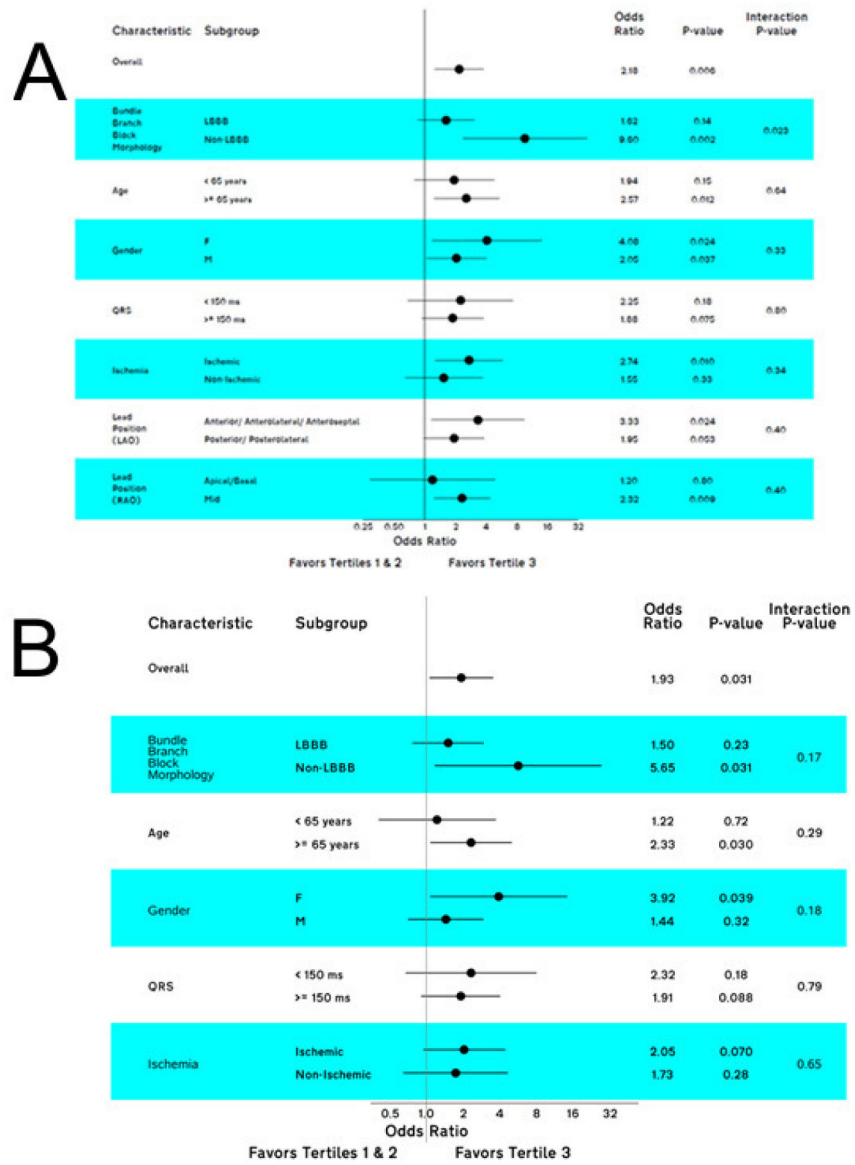 A
Characteristic Subgroup Odds Ratio P-value Interaction P-value
Overall 2.18 0.006
Bundle Branch Block Morphology
LBBB 1.62 0.14
Non-LBBB 9.60 0.002
0.023
Age
< 65 years 1.94 0.15
>= 65 years 2.57 0.012
0.64
Gender
F 4.08 0.024
M 2.05 0.037
0.33
QRS
< 150 ms 2.25 0.18
>= 150 ms 1.88 0.075
0.80
Ischemia
Ischemic 2.74 0.010
Non-Ischemic 1.55 0.33
0.34
Lead Position (LAO)
Anterior/ Anterolateral/ Anteroseptal 3.33 0.024
Posterior/ Posterolateral 1.95 0.053
0.40
Lead Position (RAO)
Apical/Basal 1.20 0.80
Mid 2.32 0.009
0.40
0.25 0.50 1 2 4 8 16 32
Odds Ratio
Favors Tertiles 1 & 2 Favors Tertile 3
B
Characteristic Subgroup Odds Ratio P-value Interaction P-value
Overall 1.93 0.031
Bundle Branch Block Morphology
LBBB 1.50 0.23
Non-LBBB 5.65 0.031
0.17
Age
< 65 years 1.22 0.72
>= 65 years 2.33 0.030
0.29
Gender
F 3.92 0.039
M 1.44 0.32
0.18
QRS
< 150 ms 2.32 0.18
>= 150 ms 1.91 0.088
0.79
Ischemia
Ischemic 2.05 0.070
Non-Ischemic 1.73 0.28
0.65
0.5 1.0 2 4 8 16 32
Odds Ratio
Favors Tertiles 1 & 2 Favors Tertile 3